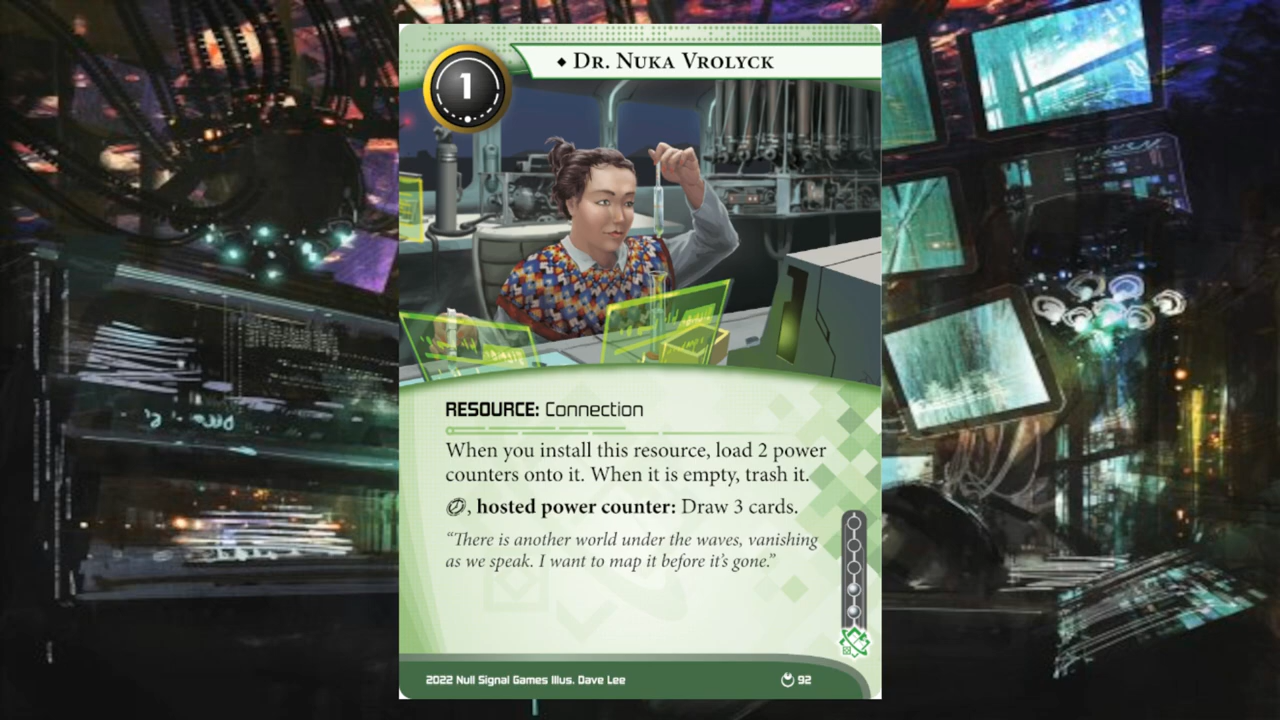 1
◆ Dr. Nuka Vrolyck
RESOURCE: Connection
When you install this resource, load 2 power
counters onto it. When it is empty, trash it.
, hosted power counter: Draw 3 cards.
“There is another world under the waves, vanishing
as we speak. I want to map it before it’s gone.”
2022 Null Signal Games Illus. Dave Lee
92